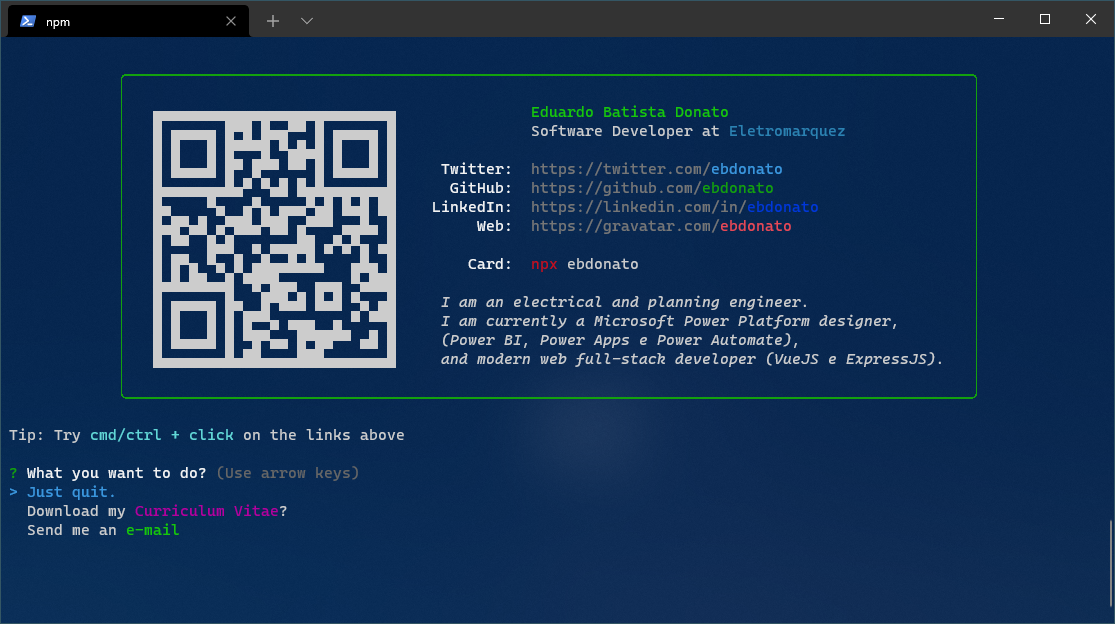 npm
Eduardo Batista Donato
Software Developer at Eletromarquez
Twitter: https://twitter.com/ebdonato
GitHub: https://github.com/ebdonato
LinkedIn: https://linkedin.com/in/ebdonato
Web: https://gravatar.com/ebdonato
Card: npx ebdonato
I am an electrical and planning engineer.
I am currently a Microsoft Power Platform designer,
(Power BI, Power Apps e Power Automate),
and modern web full-stack developer (VueJS e ExpressJS).
Tip: Try cmd/ctrl + click on the links above
? What you want to do? (Use arrow keys)
> Just quit.
Download my Curriculum Vitae?
Send me an e-mail